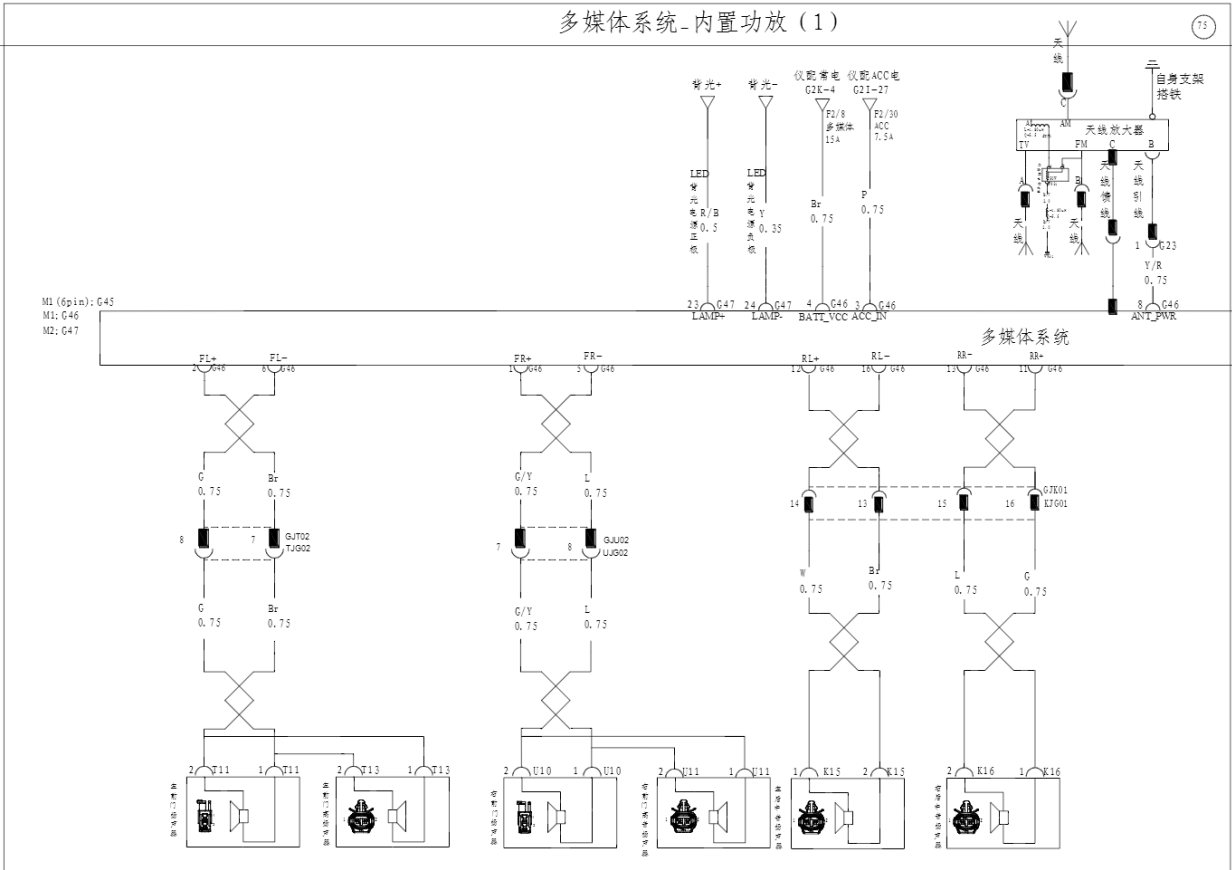 多媒体系统-内置功放 (1)
75
背光+
背光-
仪配常电
G2K-4
仪配ACC电
G2I-27
F2/8
多媒体
15A
F2/30
ACC
7.5A
天线
C
自身支架
搭铁
AM
天线放大器
TV
FM
C
B
A
B
天线
天线
天线馈线
天线引线
1
G23
Y/R
0.75
LED
背光电源正极
R/B
0.5
LED
背光电源负极
Y
0.35
Br
0.75
P
0.75
M1(6pin); G45
M1; G46
M2; G47
23 G47
LAMP+
24 G47
LAMP-
4 G46
BATT_VCC
3 G46
ACC_IN
8 G46
ANT_PWR
多媒体系统
FL+
2 G46
FL-
6 G46
FR+
1 G46
FR-
5 G46
RL+
12 G46
RL-
16 G46
RR-
13 G46
RR+
11 G46
G
0.75
Br
0.75
G/Y
0.75
L
0.75
14
13
15
16
GJK01
KJG01
8
7
GJT02
TJG02
7
8
GJU02
UJG02
W
0.75
Br
0.75
L
0.75
G
0.75
G
0.75
Br
0.75
G/Y
0.75
L
0.75
2 T11
1 T11
2 T13
1 T13
2 U10
1 U10
2 U11
1 U11
1 K15
2 K15
2 K16
1 K16